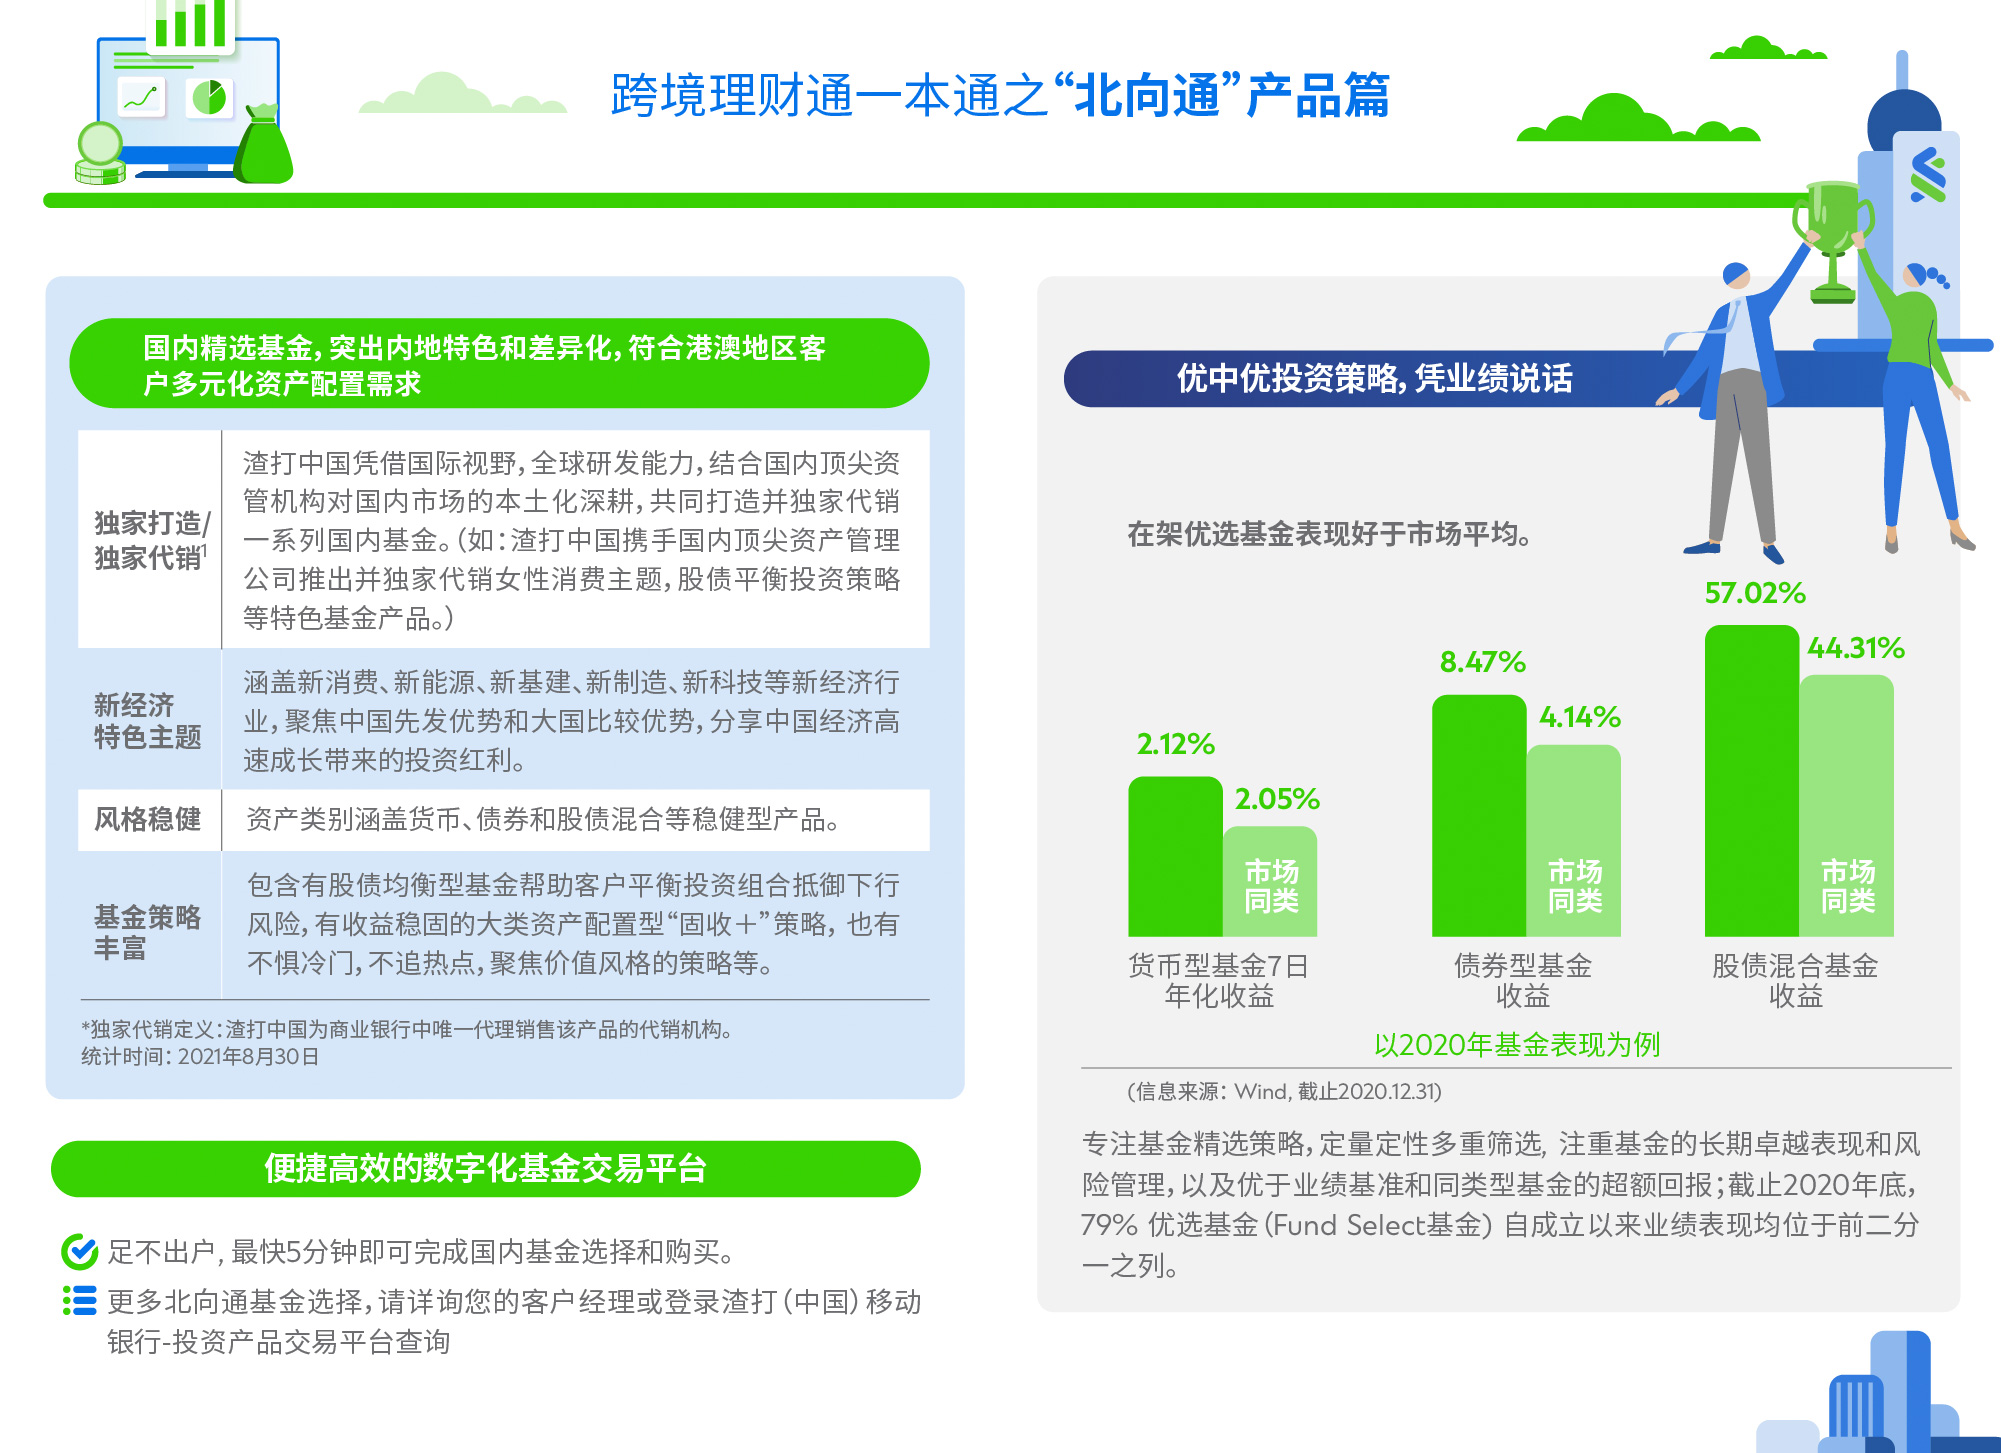 跨境理财通一本通之“北向通”产品篇
国内精选基金，突出内地特色和差异化，符合港澳地区客
户多元化资产配置需求
独家打造/
独家代销1
渣打中国凭借国际视野，全球研发能力，结合国内顶尖资
管机构对国内市场的本土化深耕，共同打造并独家代销
一系列国内基金。（如：渣打中国携手国内顶尖资产管理
公司推出并独家代销女性消费主题，股债平衡投资策略
等特色基金产品。）
新经济
特色主题
涵盖新消费、新能源、新基建、新制造、新科技等新经济行
业，聚焦中国先发优势和大国比较优势，分享中国经济高
速成长带来的投资红利。
风格稳健
资产类别涵盖货币、债券和股债混合等稳健型产品。
基金策略
丰富
包含有股债均衡型基金帮助客户平衡投资组合抵御下行
风险，有收益稳固的大类资产配置型“固收＋”策略，也有
不惧冷门，不追热点，聚焦价值风格的策略等。
*独家代销定义：渣打中国为商业银行中唯一代理销售该产品的代销机构。
统计时间：2021年8月30日
便捷高效的数字化基金交易平台
足不出户，最快5分钟即可完成国内基金选择和购买。
更多北向通基金选择，请详询您的客户经理或登录渣打（中国）移动
银行-投资产品交易平台查询
优中优投资策略，凭业绩说话
在架优选基金表现好于市场平均。
2.12%
2.05%
市场
同类
货币型基金7日
年化收益
8.47%
4.14%
市场
同类
债券型基金
收益
57.02%
44.31%
市场
同类
股债混合基金
收益
以2020年基金表现为例
(信息来源：Wind, 截止2020.12.31)
专注基金精选策略，定量定性多重筛选，注重基金的长期卓越表现和风
险管理，以及优于业绩基准和同类型基金的超额回报；截止2020年底，
79% 优选基金（Fund Select基金) 自成立以来业绩表现均位于前二分
一之列。